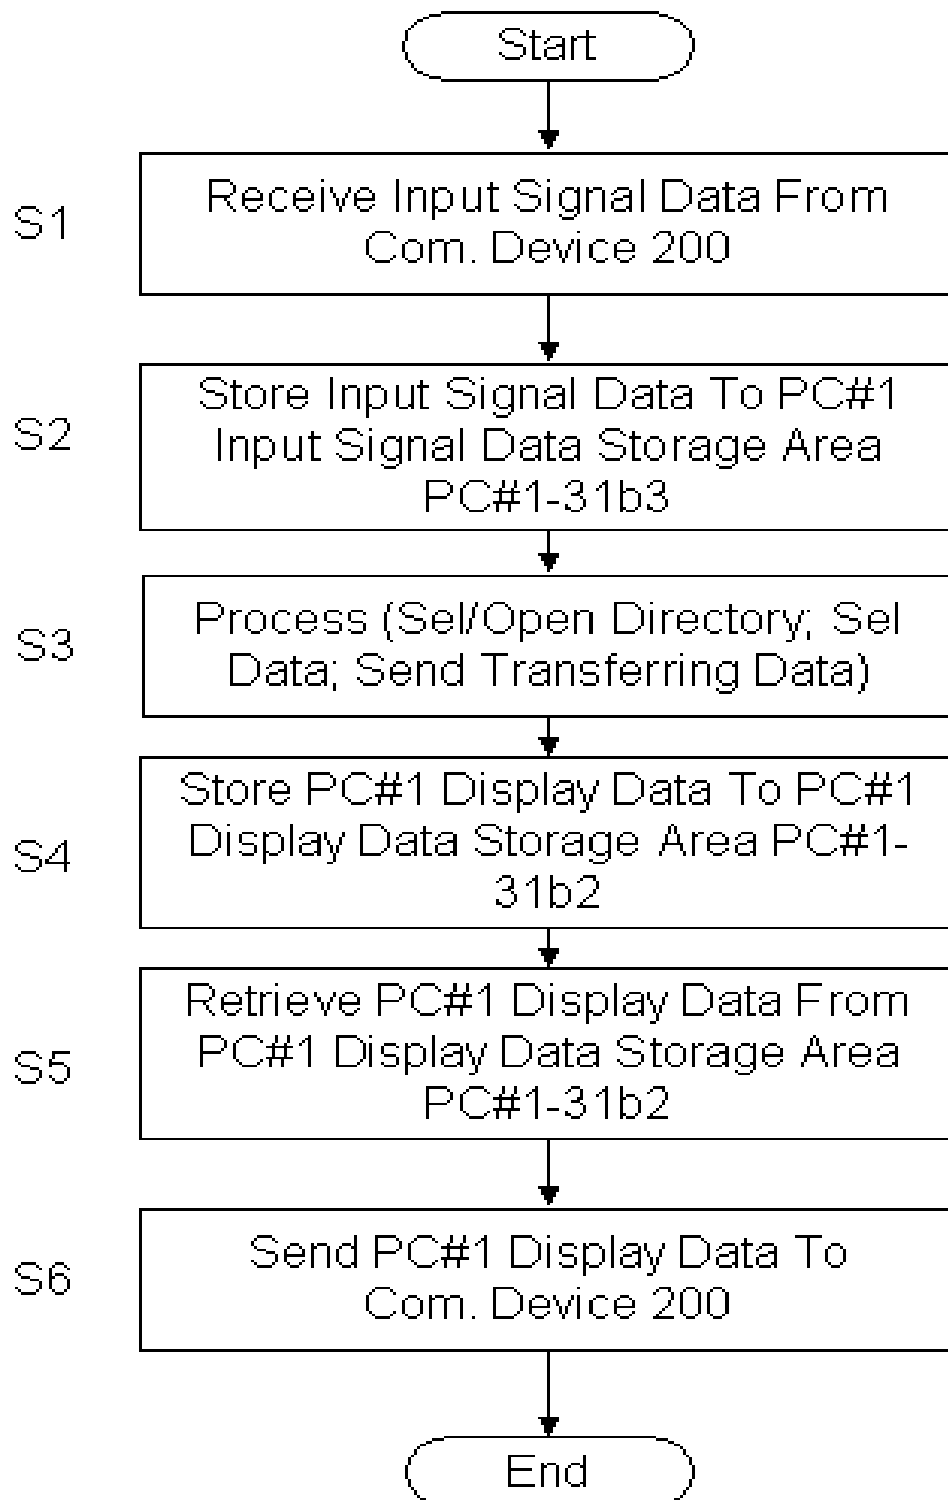 Start
S1
Receive Input Signal Data From
Com. Device 200
S2
Store Input Signal Data To PC#1
Input Signal Data Storage Area
PC#1-31b3
S3
Process (Sel/Open Directory; Sel
Data; Send Transferring Data)
S4
Store PC#1 Display Data To PC#1
Display Data Storage Area PC#1-
31b2
S5
Retrieve PC#1 Display Data From
PC#1 Display Data Storage Area
PC#1-31b2
S6
Send PC#1 Display Data To
Com. Device 200
End